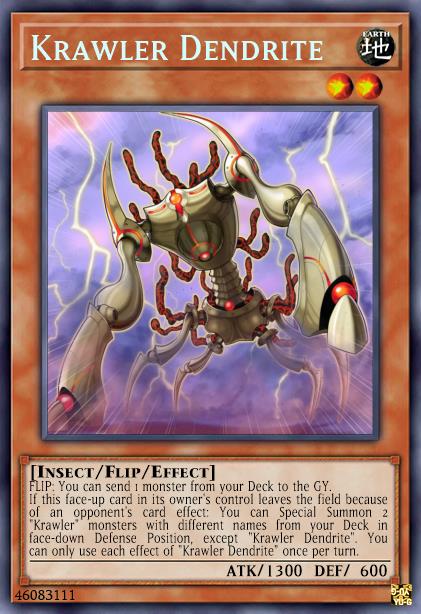 Krawler Dendrite
EARTH
地
[Insect/Flip/Effect]
FLIP: You can send 1 monster from your Deck to the GY.
If this face-up card in its owner's control leaves the field because
of an opponent's card effect: You can Special Summon 2
"Krawler" monsters with different names from your Deck in
face-down Defense Position, except "Krawler Dendrite". You
can only use each effect of "Krawler Dendrite" once per turn.
ATK/1300 DEF/ 600
46083111